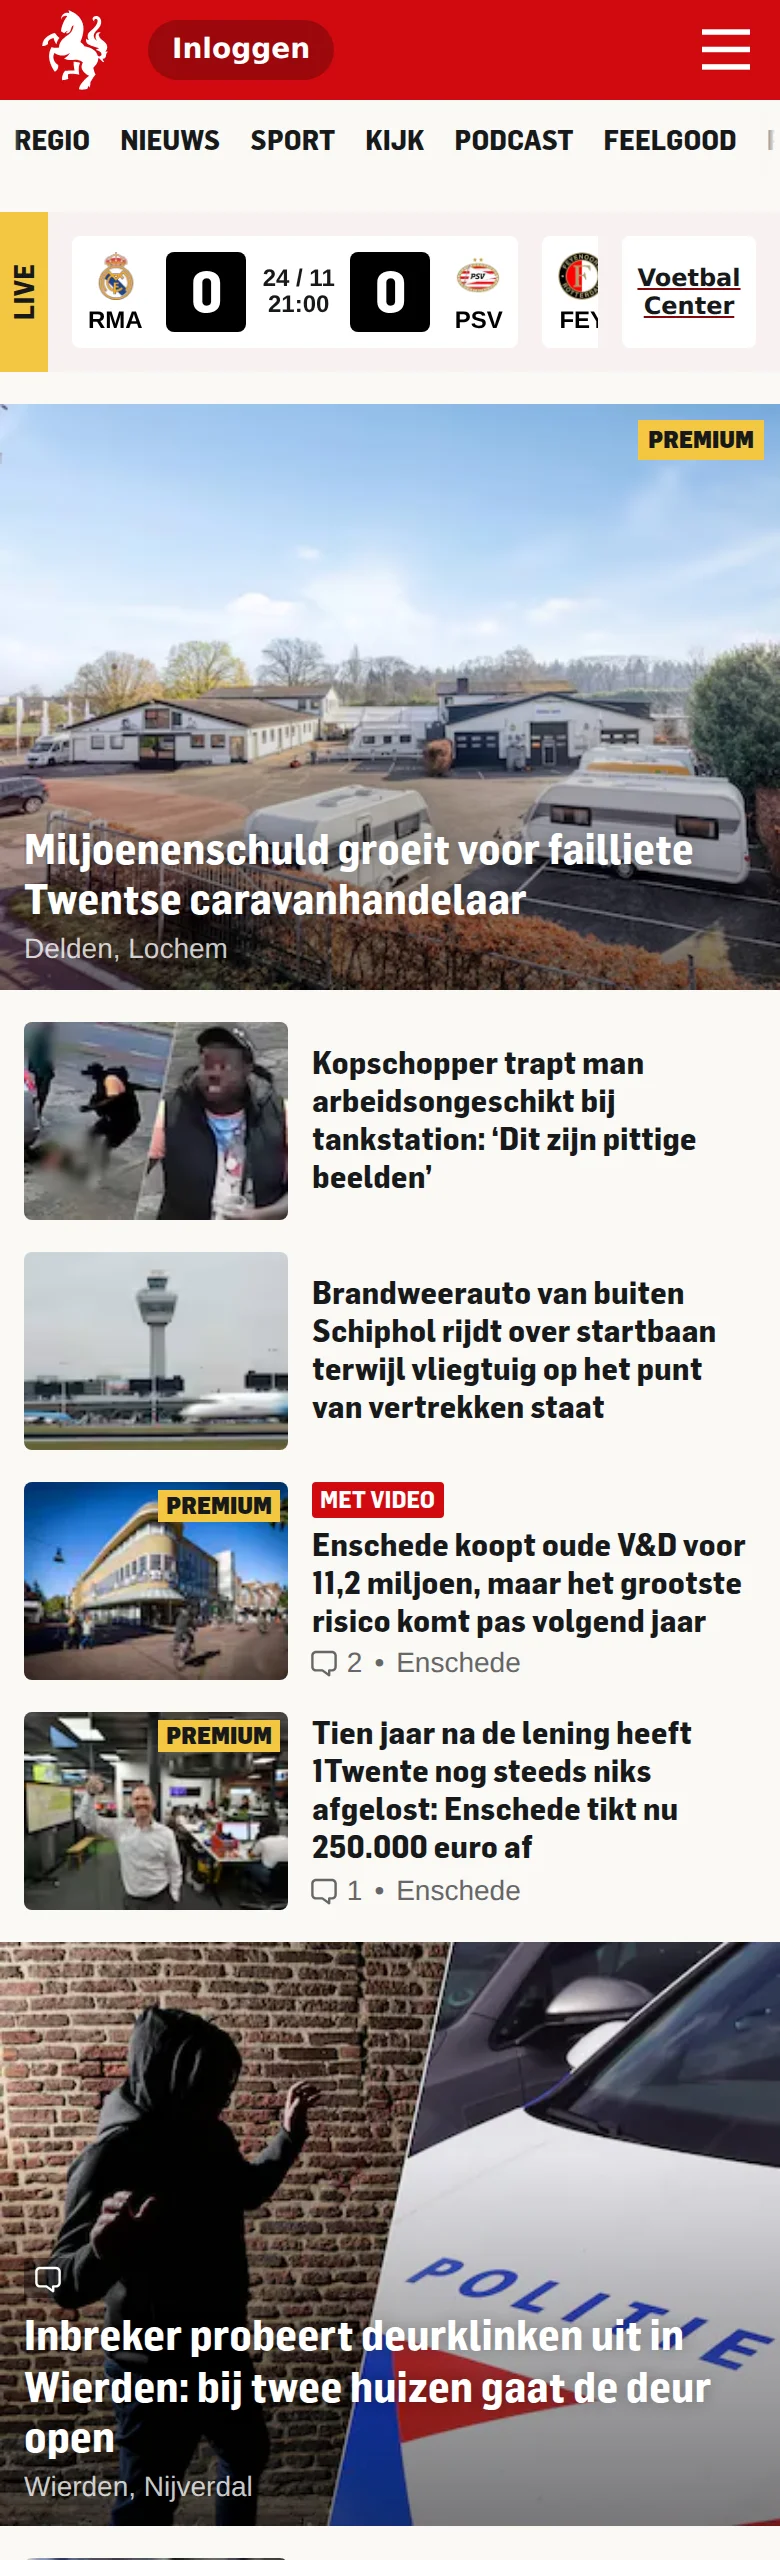 Inloggen
REGIO NIEUWS SPORT KIJK PODCAST FEELGOOD
LIVE
RMA
0
24 / 11
21:00
0
PSV
PSV
FEY
Voetbal
Center
PREMIUM
Miljoenenschuld groeit voor failliete
Twentse caravanhandelaar
Delden, Lochem
Kopschopper trapt man
arbeidsongeschikt bij
tankstation: ‘Dit zijn pittige
beelden’
Brandweerauto van buiten
Schiphol rijdt over startbaan
terwijl vliegtuig op het punt
van vertrekken staat
PREMIUM
MET VIDEO
Enschede koopt oude V&D voor
11,2 miljoen, maar het grootste
risico komt pas volgend jaar
2 • Enschede
PREMIUM
Tien jaar na de lening heeft
1Twente nog steeds niks
afgelost: Enschede tikt nu
250.000 euro af
1 • Enschede
POLITIE
Inbreker probeert deurklinken uit in
Wierden: bij twee huizen gaat de deur
open
Wierden, Nijverdal